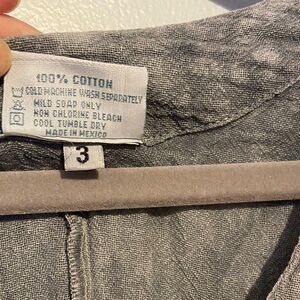 100% COTTON
COLD MACHINE WASH SEPARATELY
MILD SOAP ONLY
NON CHLORINE BLEACH
COOL TUMBLE DRY
MADE IN MEXICO
3